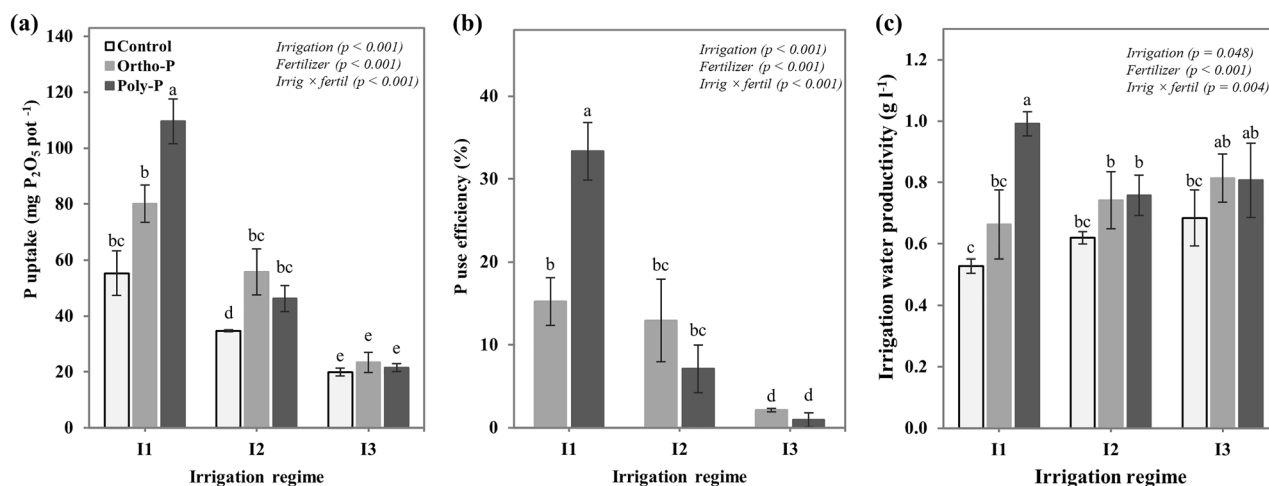 (a)
P uptake (mg P₂O₅ pot ⁻¹)
140
120
100
80
60
40
20
0
Control
Ortho-P
Poly-P
Irrigation (p < 0.001)
Fertilizer (p < 0.001)
Irrig × fertil (p < 0.001)
bc
b
a
d
bc
bc
e
e
e
I1
I2
I3
Irrigation regime
(b)
P use efficiency (%)
40
30
20
10
0
Irrigation (p < 0.001)
Fertilizer (p < 0.001)
Irrig × fertil (p < 0.001)
b
a
bc
bc
d
d
I1
I2
I3
Irrigation regime
(c)
Irrigation water productivity (g l⁻¹)
1.2
1.0
0.8
0.6
0.4
0.2
0.0
Irrigation (p = 0.048)
Fertilizer (p < 0.001)
Irrig × fertil (p = 0.004)
c
bc
a
bc
b
b
bc
ab
ab
I1
I2
I3
Irrigation regime